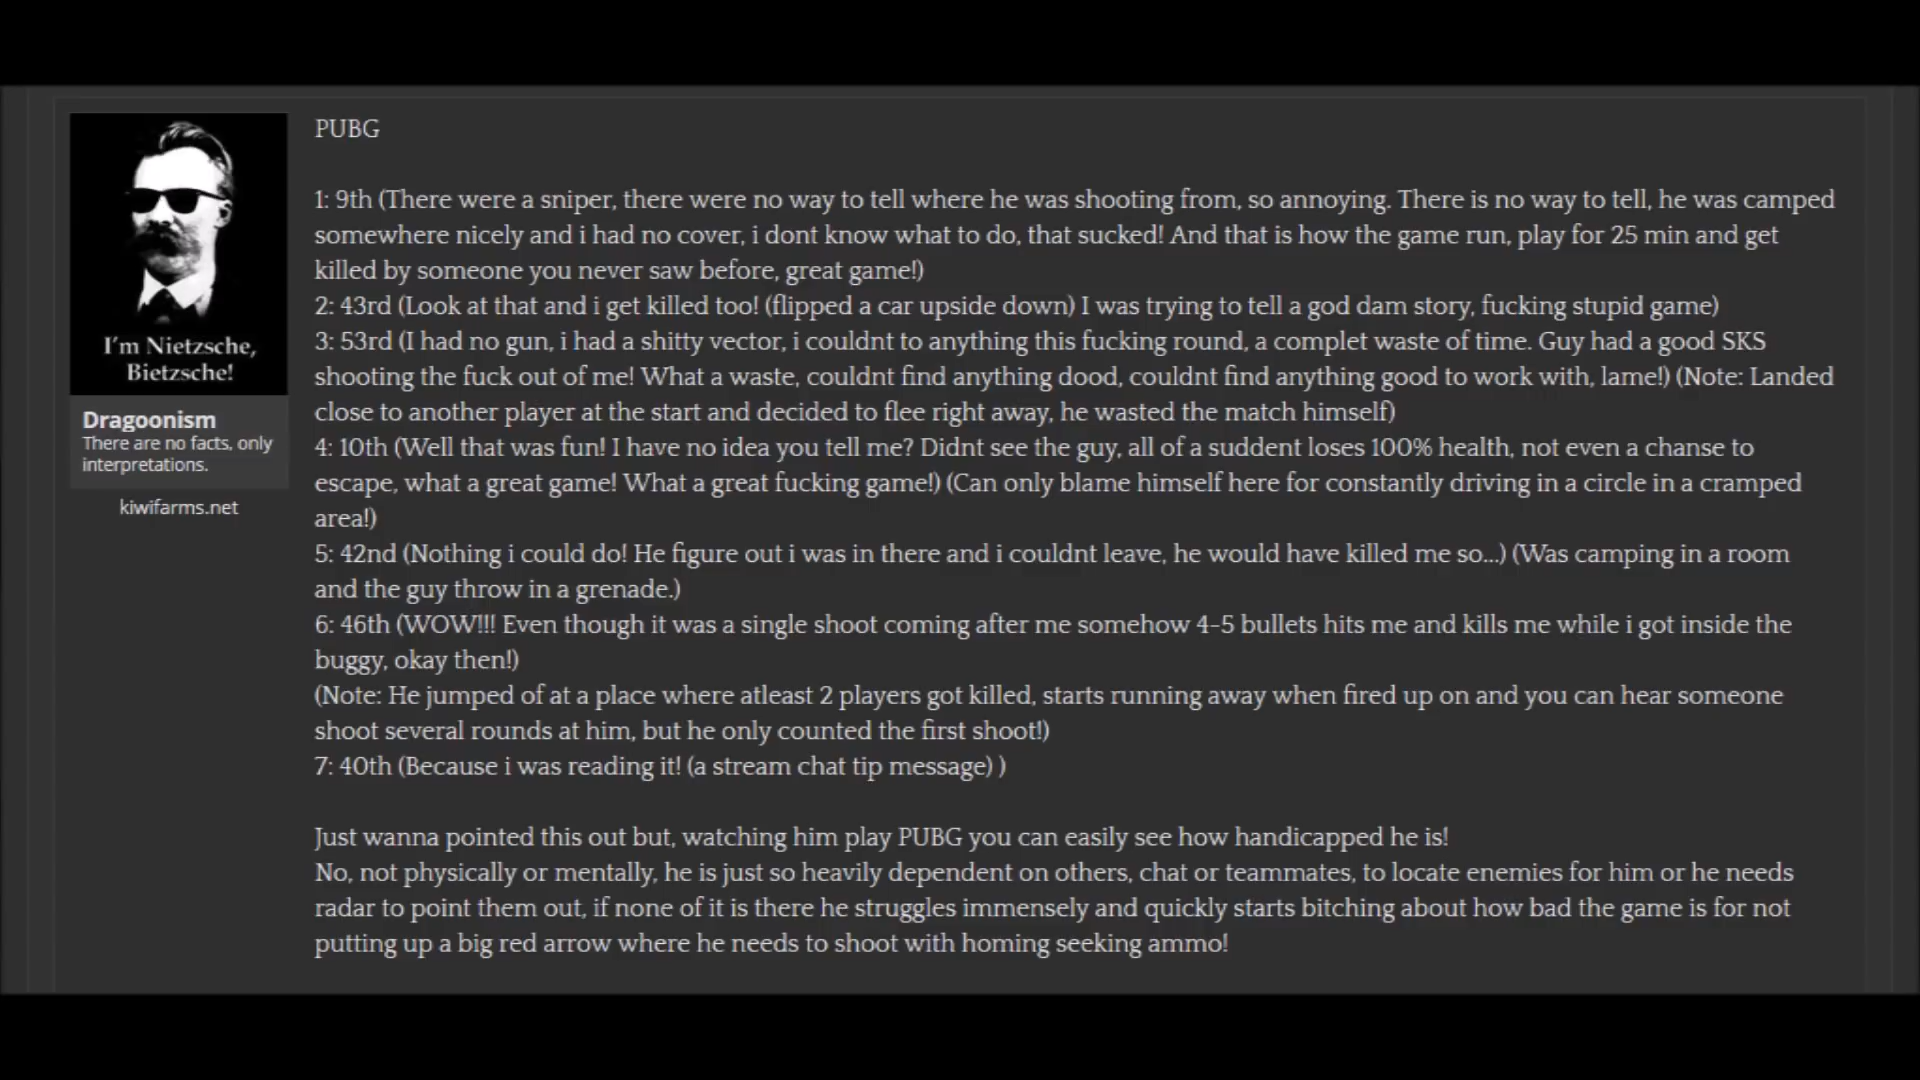 I'm Nietzsche,
Bietzsche!
Dragoonism
There are no facts, only
interpretations.
kiwifarms.net
PUBG
1: 9th (There were a sniper, there were no way to tell where he was shooting from, so annoying. There is no way to tell, he was camped
somewhere nicely and i had no cover, i dont know what to do, that sucked! And that is how the game run, play for 25 min and get
killed by someone you never saw before, great game!)
2: 43rd (Look at that and i get killed too! (flipped a car upside down) I was trying to tell a god dam story, fucking stupid game)
3: 53rd (I had no gun, i had a shitty vector, i couldnt to anything this fucking round, a complet waste of time. Guy had a good SKS
shooting the fuck out of me! What a waste, couldnt find anything dood, couldnt find anything good to work with, lame!) (Note: Landed
close to another player at the start and decided to flee right away, he wasted the match himself)
4: 10th (Well that was fun! I have no idea you tell me? Didnt see the guy, all of a suddent loses 100% health, not even a chanse to
escape, what a great game! What a great fucking game!) (Can only blame himself here for constantly driving in a circle in a cramped
area!)
5: 42nd (Nothing i could do! He figure out i was in there and i couldnt leave, he would have killed me so...) (Was camping in a room
and the guy throw in a grenade.)
6: 46th (WOW!!! Even though it was a single shoot coming after me somehow 4-5 bullets hits me and kills me while i got inside the
buggy, okay then!)
(Note: He jumped of at a place where atleast 2 players got killed, starts running away when fired up on and you can hear someone
shoot several rounds at him, but he only counted the first shoot!)
7: 40th (Because i was reading it! (a stream chat tip message) )
Just wanna pointed this out but, watching him play PUBG you can easily see how handicapped he is!
No, not physically or mentally, he is just so heavily dependent on others, chat or teammates, to locate enemies for him or he needs
radar to point them out, if none of it is there he struggles immensely and quickly starts bitching about how bad the game is for not
putting up a big red arrow where he needs to shoot with homing seeking ammo!